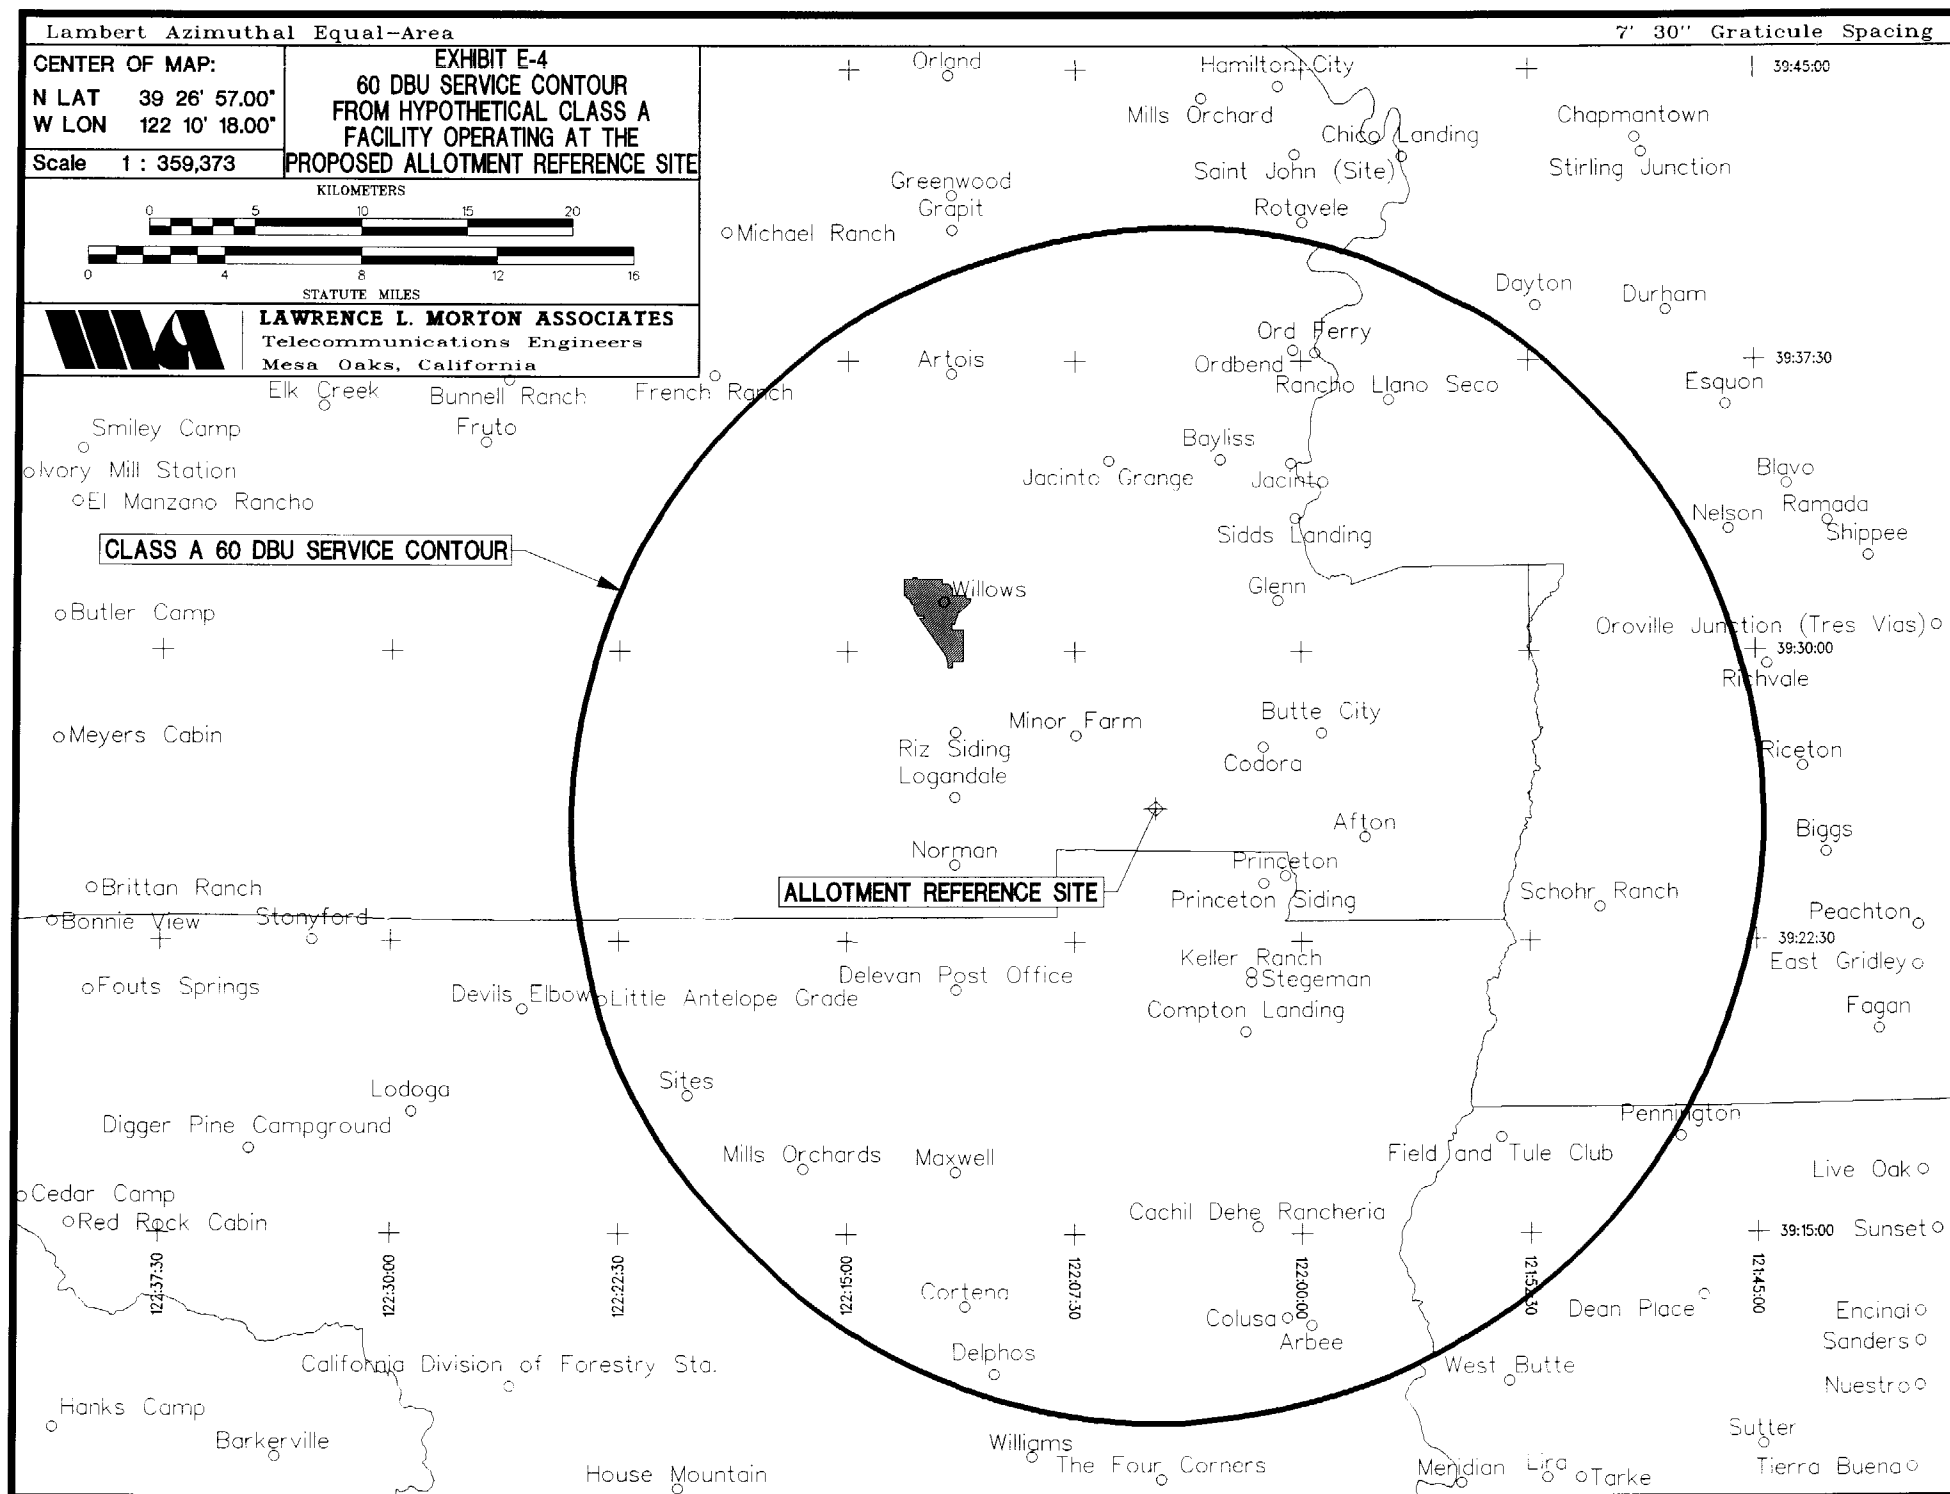 Lambert Azimuthal Equal-Area
7' 30'' Graticule Spacing
CENTER OF MAP:
N LAT 39 26' 57.00"
W LON 122 10' 18.00"
Scale 1 : 359,373
EXHIBIT E-4
60 DBU SERVICE CONTOUR
FROM HYPOTHETICAL CLASS A
FACILITY OPERATING AT THE
PROPOSED ALLOTMENT REFERENCE SITE
KILOMETERS
0 5 10 15 20
0 4 8 12 16
STATUTE MILES
LAWRENCE L. MORTON ASSOCIATES
Telecommunications Engineers
Mesa Oaks, California
Orland
Hamilton City
39:45:00
Mills Orchard
Chapmantown
Chico Landing
Saint John (Site)
Stirling Junction
Greenwood
Grapit
Rotavele
Michael Ranch
Dayton
Durham
Ord Ferry
Artois
Ordbend
39:37:30
Rancho Llano Seco
Esquon
Elk Creek
Bunnell Ranch
French Ranch
Smiley Camp
Fruto
Bayliss
Ivory Mill Station
Jacinto Grange
Jacinto
Blavo
El Manzano Rancho
Nelson
Ramada
Shippee
Sidds Landing
CLASS A 60 DBU SERVICE CONTOUR
Willows
Glenn
Butler Camp
Oroville Junction (Tres Vias)
39:30:00
Richvale
Meyers Cabin
Minor Farm
Butte City
Riz Siding
Codora
Riceton
Logandale
Afton
Biggs
Norman
Princeton
ALLOTMENT REFERENCE SITE
Brittan Ranch
Princeton Siding
Schohr Ranch
Bonnie View
Stonyford
Peachton
39:22:30
Keller Ranch
East Gridley
Fouts Springs
Devils Elbow
Little Antelope Grade
Delevan Post Office
Stegeman
Compton Landing
Fagan
Lodoga
Sites
Digger Pine Campground
Pennington
Mills Orchards
Maxwell
Field and Tule Club
Live Oak
Cedar Camp
Red Rock Cabin
Cachil Dehe Rancheria
39:15:00
Sunset
122:37:30
122:30:00
122:22:30
122:15:00
122:07:30
122:00:00
121:52:30
121:45:00
Cortena
Colusa
Arbee
Dean Place
Encinal
Sanders
California Division of Forestry Sta.
Delphos
West Butte
Nuestro
Hanks Camp
Barkerville
Williams
Sutter
House Mountain
The Four Corners
Meridian
Lira
Tarke
Tierra Buena